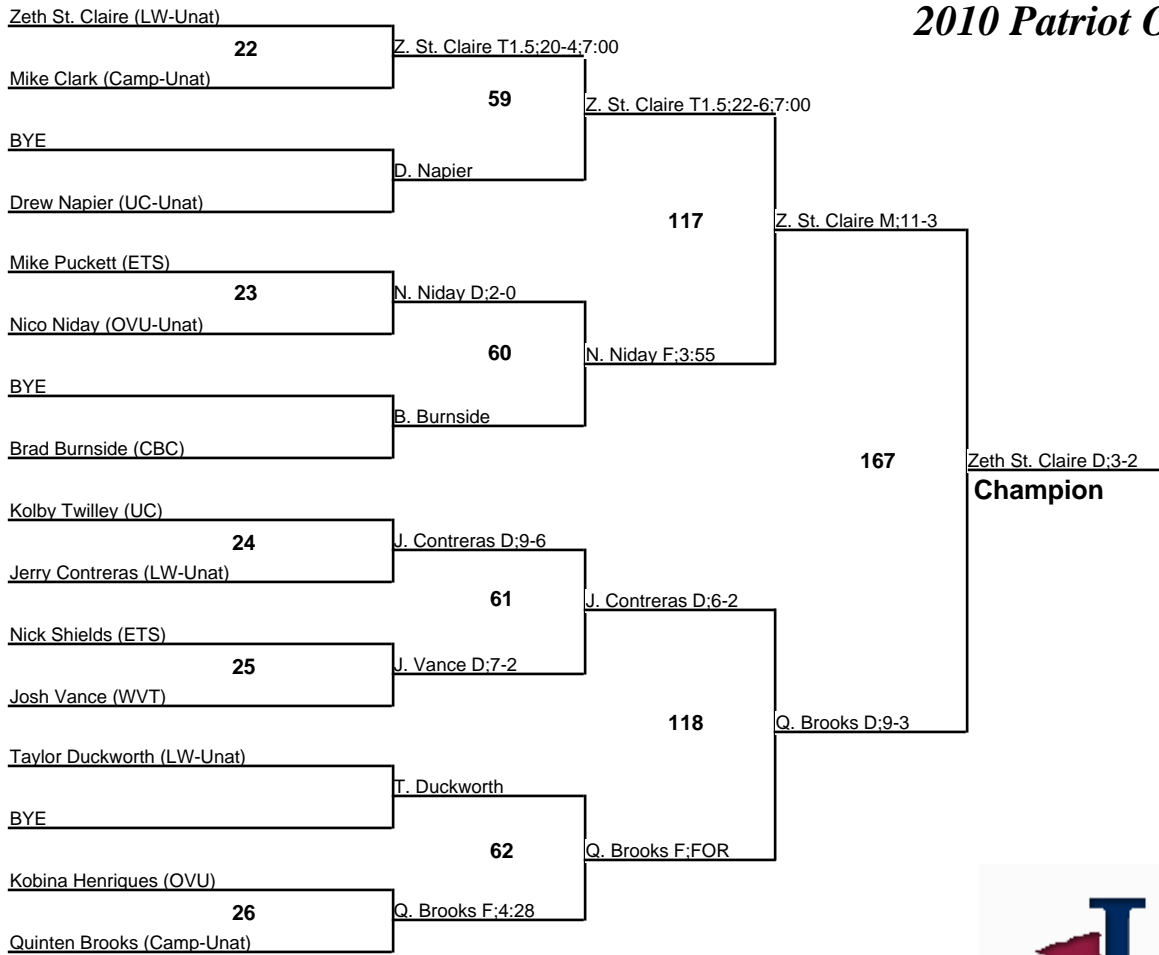 2010 Patriot O
Zeth St. Claire (LW-Unat)
22
Mike Clark (Camp-Unat)
Z. St. Claire T1.5;20-4;7:00
59
BYE
Drew Napier (UC-Unat)
D. Napier
Z. St. Claire T1.5;22-6;7:00
117
Mike Puckett (ETS)
23
Nico Niday (OVU-Unat)
N. Niday D;2-0
60
BYE
Brad Burnside (CBC)
B. Burnside
N. Niday F;3:55
Z. St. Claire M;11-3
167
Kolby Twilley (UC)
24
Jerry Contreras (LW-Unat)
J. Contreras D;9-6
61
Nick Shields (ETS)
25
Josh Vance (WVT)
J. Vance D;7-2
J. Contreras D;6-2
118
Taylor Duckworth (LW-Unat)
BYE
T. Duckworth
62
Kobina Henriques (OVU)
26
Quinten Brooks (Camp-Unat)
Q. Brooks F;4:28
Q. Brooks F;FOR
Q. Brooks D;9-3
Zeth St. Claire D;3-2
Champion